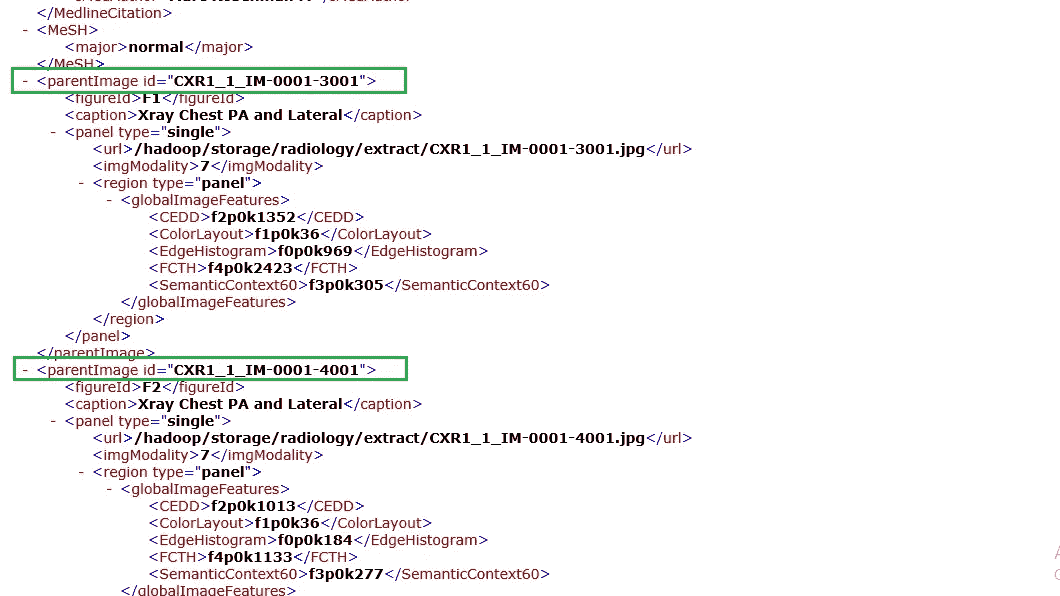 </MedlineCitation>
- <MeSH>
<major>normal</major>
</MeSH>
- <parentImage id="CXR1_1_IM-0001-3001">
<figureId>F1</figureId>
<caption>Xray Chest PA and Lateral</caption>
- <panel type="single">
<url>/hadoop/storage/radiology/extract/CXR1_1_IM-0001-3001.jpg</url>
<imgModality>7</imgModality>
- <region type="panel">
- <globalImageFeatures>
<CEDD>f2p0k1352</CEDD>
<ColorLayout>f1p0k36</ColorLayout>
<EdgeHistogram>f0p0k969</EdgeHistogram>
<FCTH>f4p0k2423</FCTH>
<SemanticContext60>f3p0k305</SemanticContext60>
</globalImageFeatures>
</region>
</panel>
</parentImage>
- <parentImage id="CXR1_1_IM-0001-4001">
<figureId>F2</figureId>
<caption>Xray Chest PA and Lateral</caption>
- <panel type="single">
<url>/hadoop/storage/radiology/extract/CXR1_1_IM-0001-4001.jpg</url>
<imgModality>7</imgModality>
- <region type="panel">
- <globalImageFeatures>
<CEDD>f2p0k1013</CEDD>
<ColorLayout>f1p0k36</ColorLayout>
<EdgeHistogram>f0p0k184</EdgeHistogram>
<FCTH>f4p0k1133</FCTH>
<SemanticContext60>f3p0k277</SemanticContext60>
</globalImageFeatures>